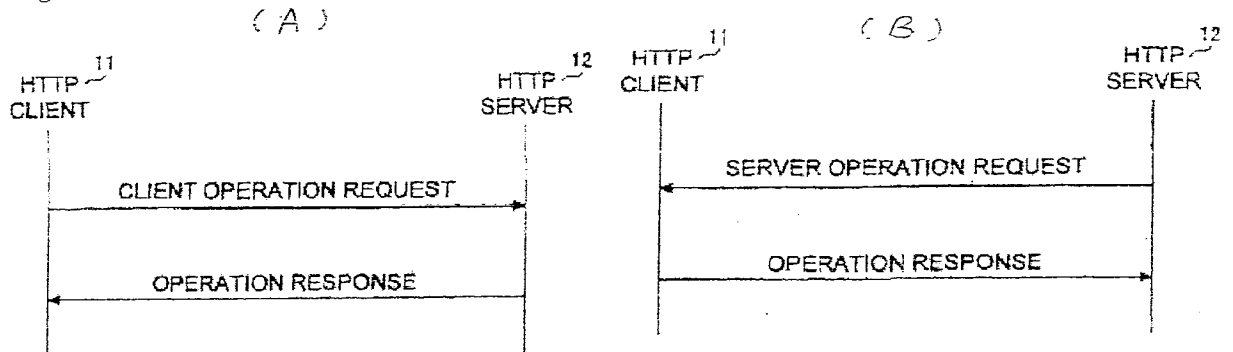 ( A )
11
HTTP
CLIENT
12
HTTP
SERVER
CLIENT OPERATION REQUEST
OPERATION RESPONSE
( B )
11
HTTP
CLIENT
12
HTTP
SERVER
SERVER OPERATION REQUEST
OPERATION RESPONSE